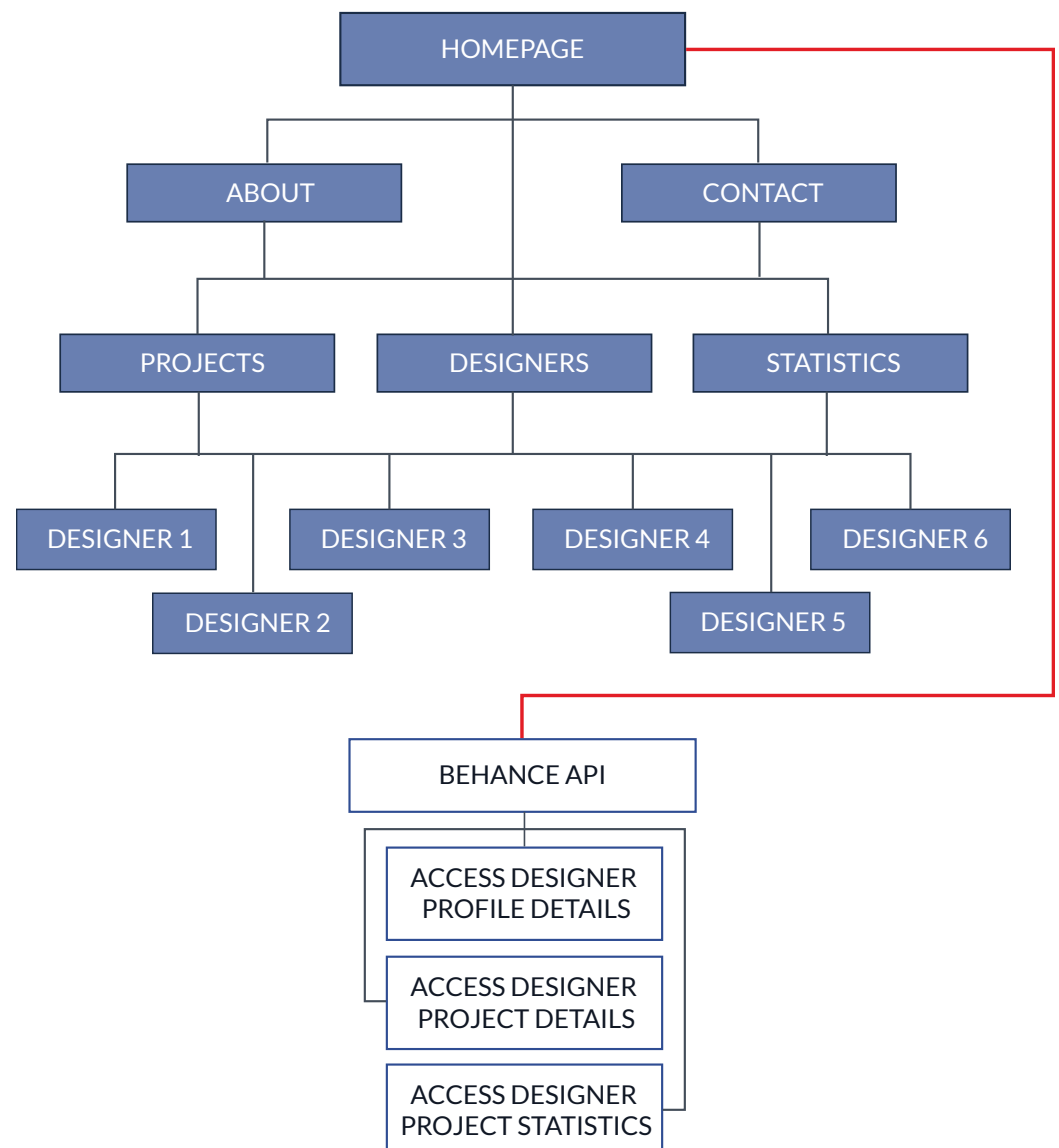 HOMEPAGE
ABOUT
CONTACT
PROJECTS
DESIGNERS
STATISTICS
DESIGNER 1
DESIGNER 3
DESIGNER 4
DESIGNER 6
DESIGNER 2
DESIGNER 5
BEHANCE API
ACCESS DESIGNER
PROFILE DETAILS
ACCESS DESIGNER
PROJECT DETAILS
ACCESS DESIGNER
PROJECT STATISTICS